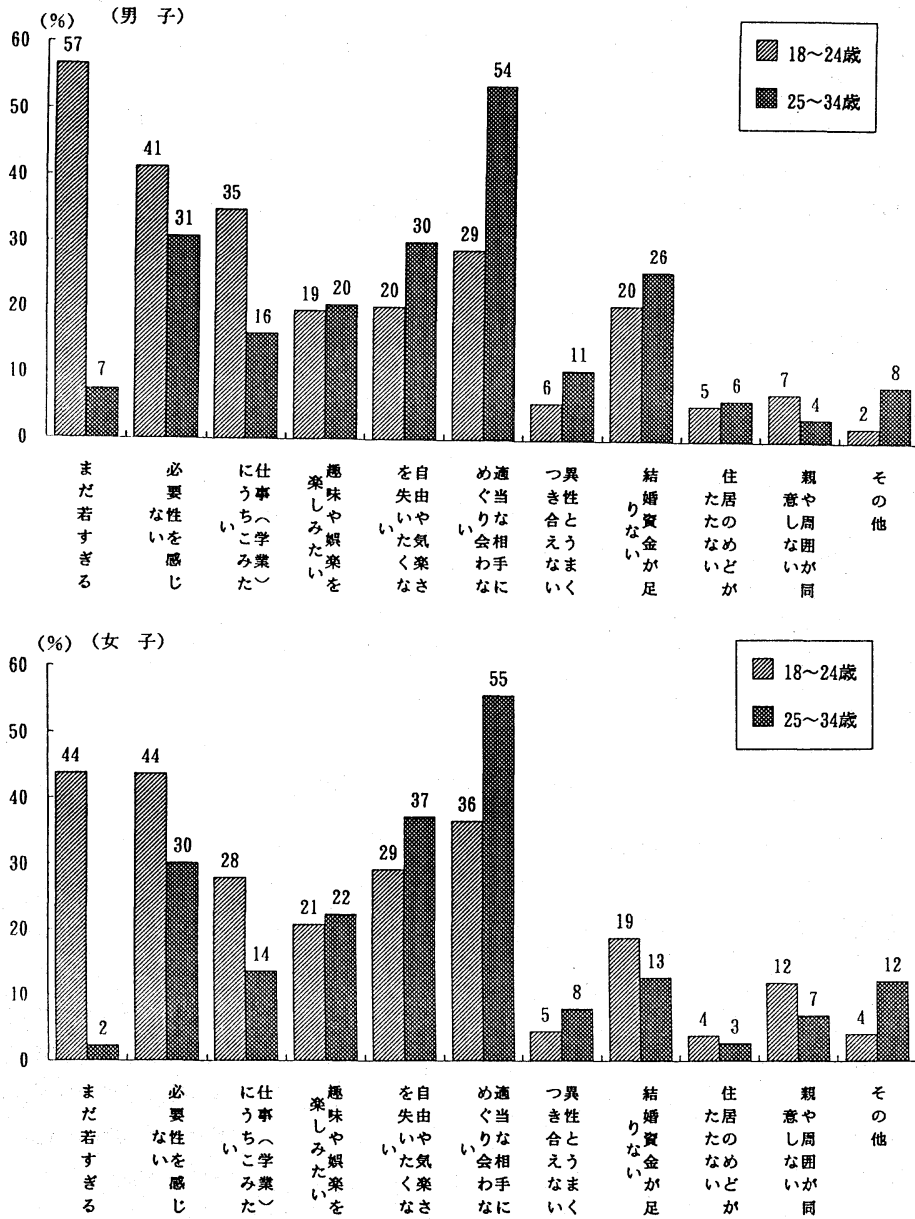 (%) (男 子)
60
50
40
30
20
10
0
57
7
41
31
35
16
19
20
20
30
29
54
6
11
20
26
5
6
7
4
2
8
18～24歳
25～34歳
まだ若すぎる
必要性を感じ
ない
仕事(学業)
にうちこみた
い
趣味や娯楽を
楽しみたい
自由や気楽さ
を失いたくな
い
適当な相手に
めぐり会わな
い
異性とうまく
つき合えない
結婚資金が足
りない
住居のめどが
たたない
親や周囲が同
意しない
その他
(%) (女 子)
60
50
40
30
20
10
0
44
2
44
30
28
14
21
22
29
37
36
55
5
8
19
13
4
3
12
7
4
12
18～24歳
25～34歳
まだ若すぎる
必要性を感じ
ない
仕事(学業)
にうちこみた
い
趣味や娯楽を
楽しみたい
自由や気楽さ
を失いたくな
い
適当な相手に
めぐり会わな
い
異性とうまく
つき合えない
結婚資金が足
りない
住居のめどが
たたない
親や周囲が同
意しない
その他